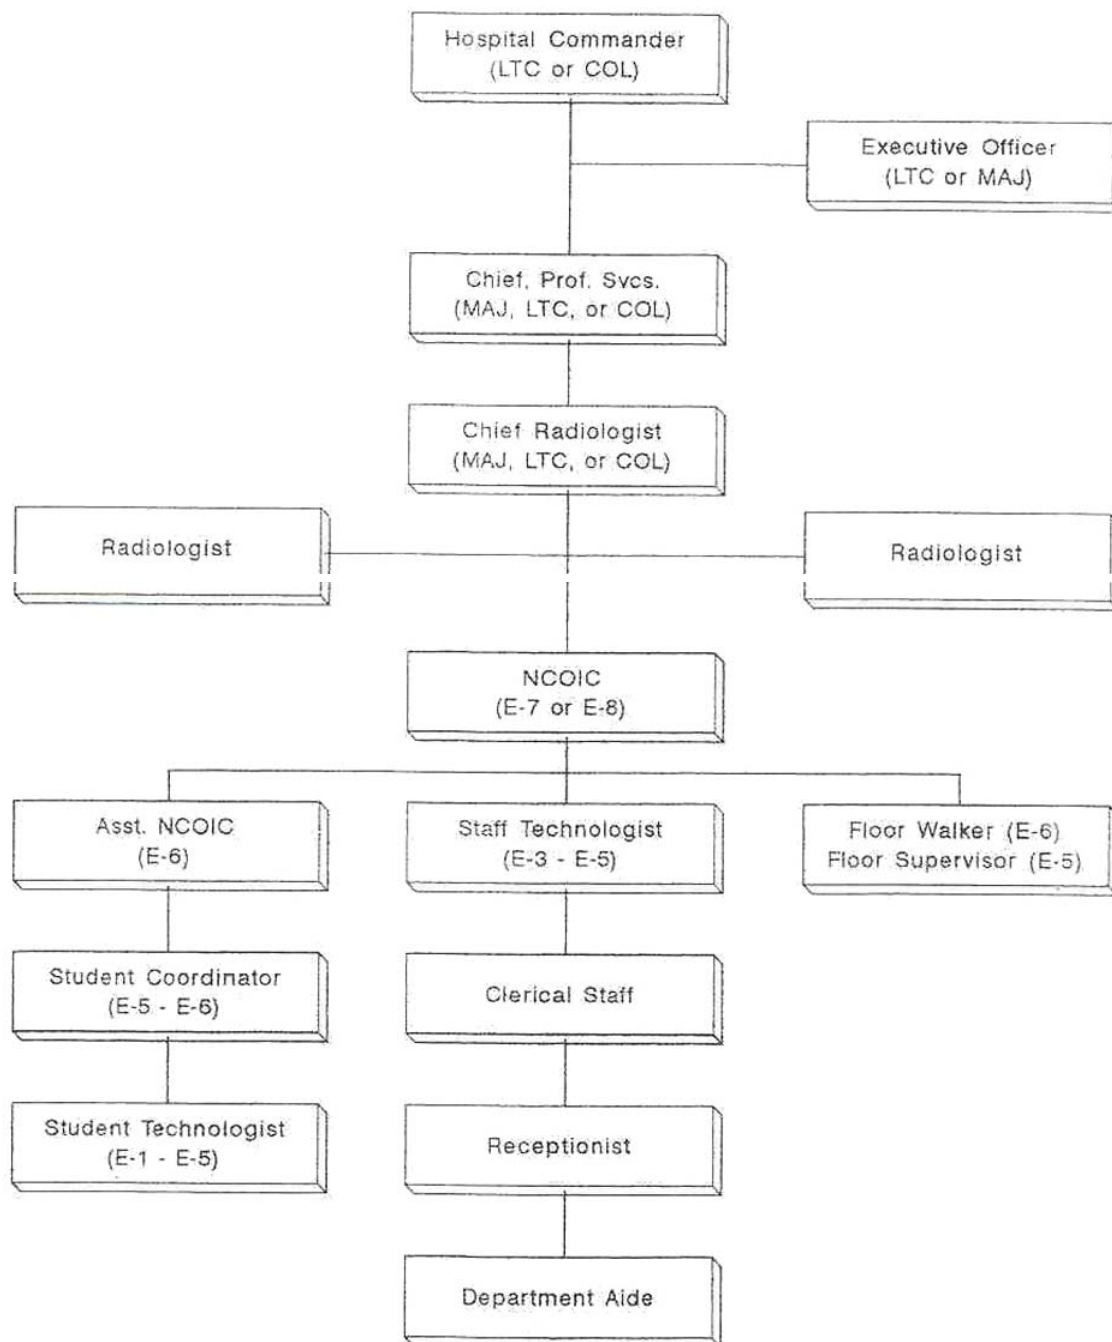 Hospital Commander
(LTC or COL)
Executive Officer
(LTC or MAJ)
Chief, Prof. Svcs.
(MAJ, LTC, or COL)
Chief Radiologist
(MAJ, LTC, or COL)
Radiologist
Radiologist
NCOIC
(E-7 or E-8)
Asst. NCOIC
(E-6)
Staff Technologist
(E-3 - E-5)
Floor Walker (E-6)
Floor Supervisor (E-5)
Student Coordinator
(E-5 - E-6)
Clerical Staff
Student Technologist
(E-1 - E-5)
Receptionist
Department Aide